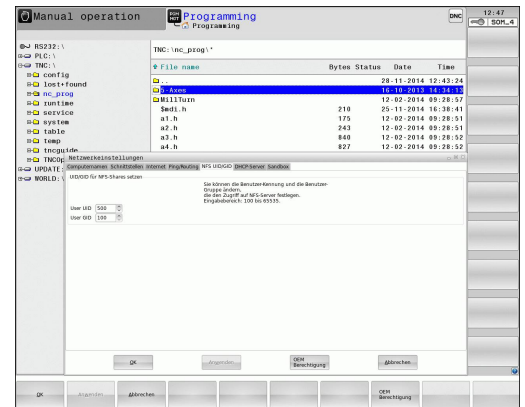 Manual operation
PGM
MGT
Programming
Programming
DNC
12:47
SOM_4
RS232:\
PLC:\
TNC:\
config
lost+found
nc_prog
runtime
service
system
table
temp
tncguide
TNCOp
UPDATE:
WORLD:\
TNC:\nc_prog\*
File name Bytes Status Date Time
.. 28-11-2014 12:43:24
5-Axes 16-10-2013 14:34:13
MillTurn 12-02-2014 09:28:57
$mdi.h 210 25-11-2014 16:38:41
a1.h 175 12-02-2014 09:28:51
a2.h 243 12-02-2014 09:28:51
a3.h 840 12-02-2014 09:28:52
a4.h 827 12-02-2014 09:28:52
Netzwerkeinstellungen
Computernamen Schnittstellen Internet Ping/Routing NFS UID/GID DHCP-Server Sandbox
UID/GID für NFS-Shares setzen
Sie können die Benutzer-Kennung und die Benutzer-
Gruppe ändern,
die den Zugriff auf NFS-Server festlegen.
Eingabebereich: 100 bis 65535.
User UID 500
User GID 100
OK Anwenden OEM Berechtigung Abbrechen
OK Anwenden Abbrechen OEM Berechtigung